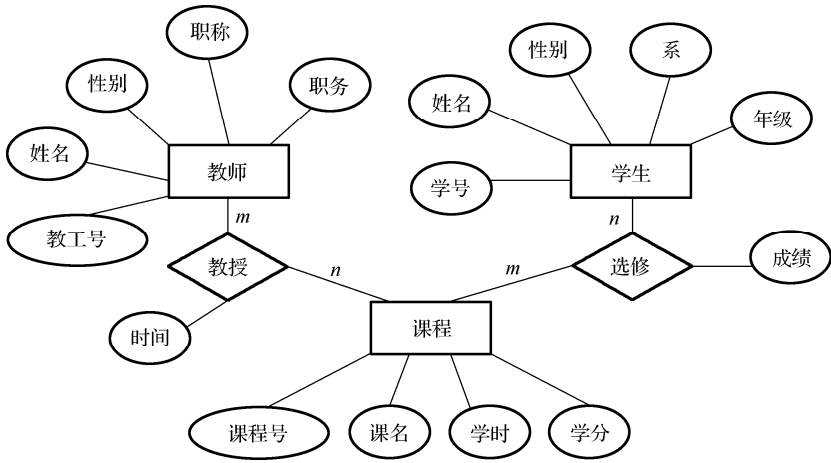 职称
性别
职务
姓名
教师
教工号
m
教授
时间
n
性别
系
姓名
年级
学号
学生
n
选修
成绩
m
课程
课程号
课名
学时
学分